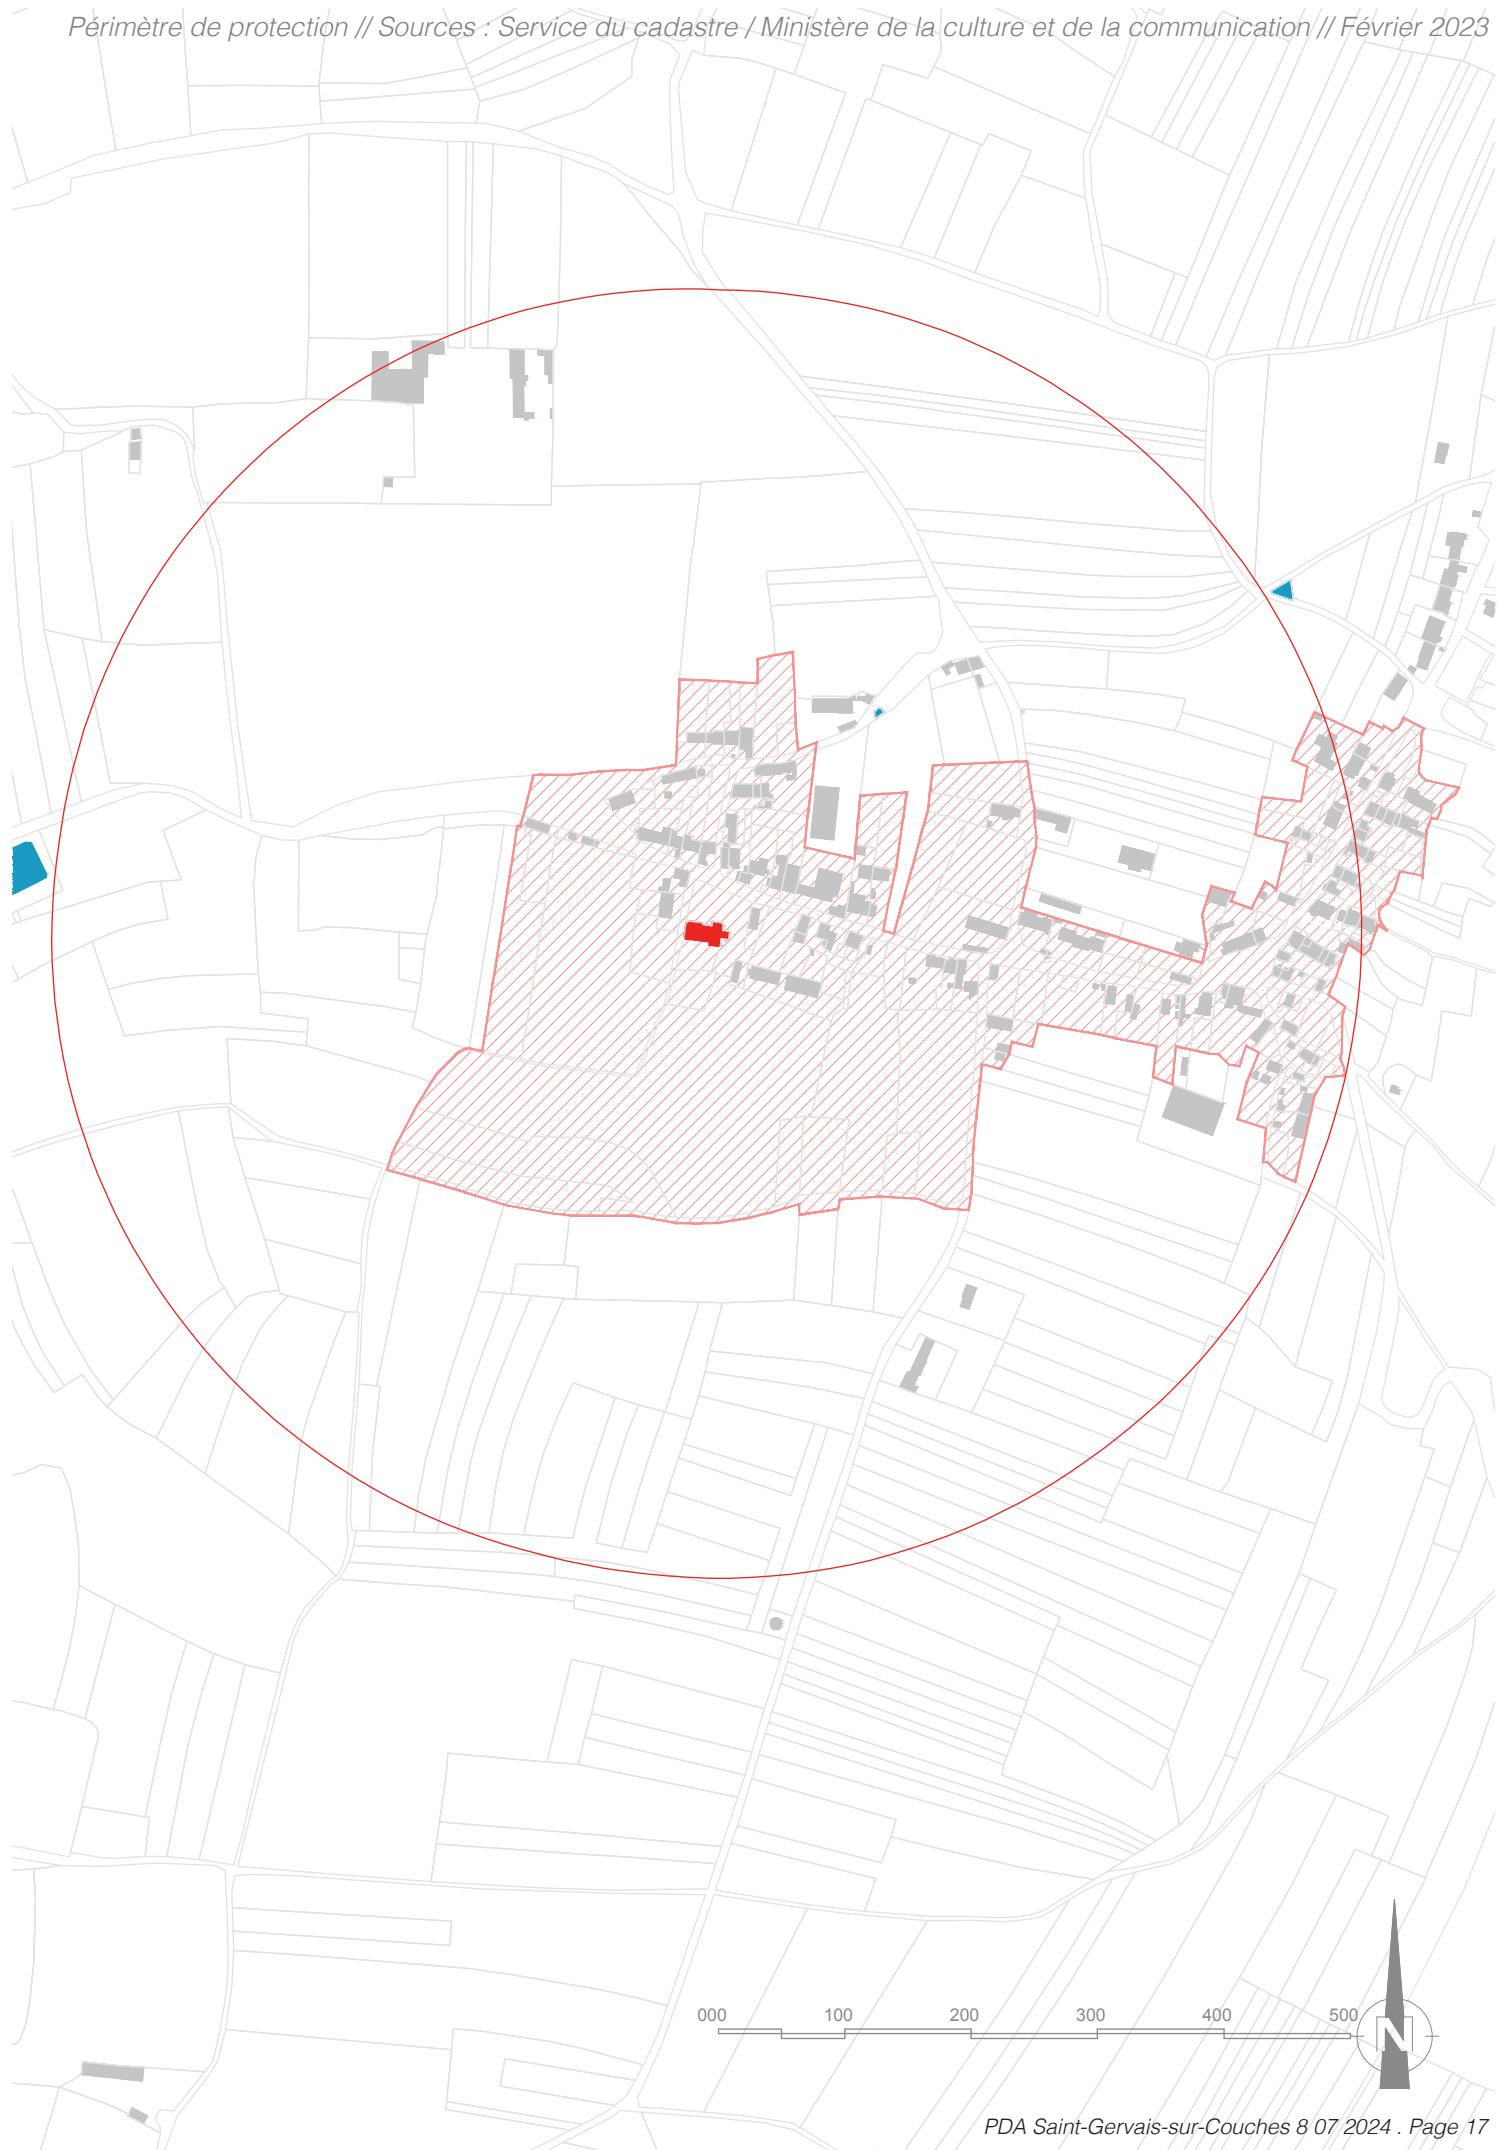 Périmètre de protection // Sources : Service du cadastre / Ministère de la culture et de la communication // Février 2023
000 100 200 300 400 500
N
PDA Saint-Gervais-sur-Couches 8 07 2024 . Page 17